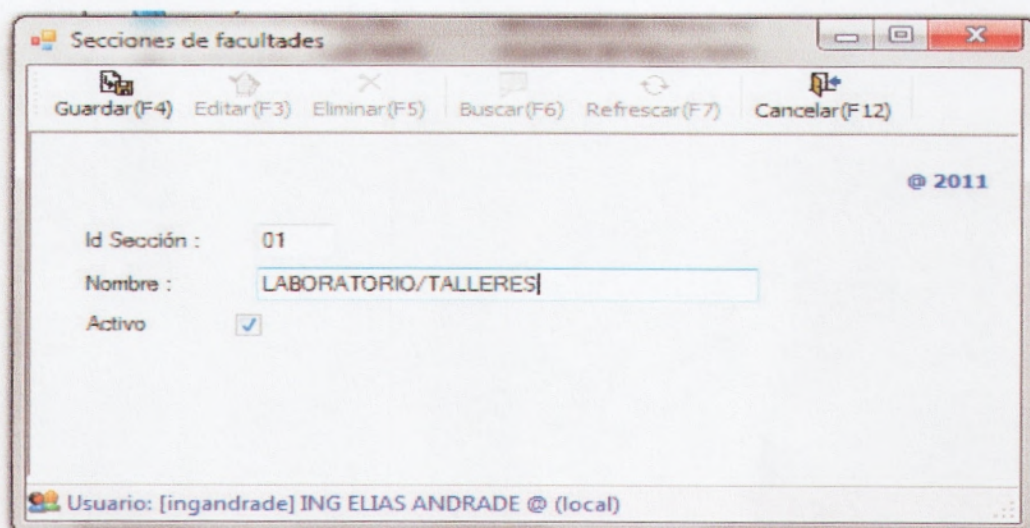 Secciones de facultades
Guardar(F4) Editar(F3) Eliminar(F5) Buscar(F6) Refrescar(F7) Cancelar(F12)
@ 2011
Id Sección : 01
Nombre : LABORATORIO/TALLERES
Activo
Usuario: [ingandrade] ING ELIAS ANDRADE @ (local)